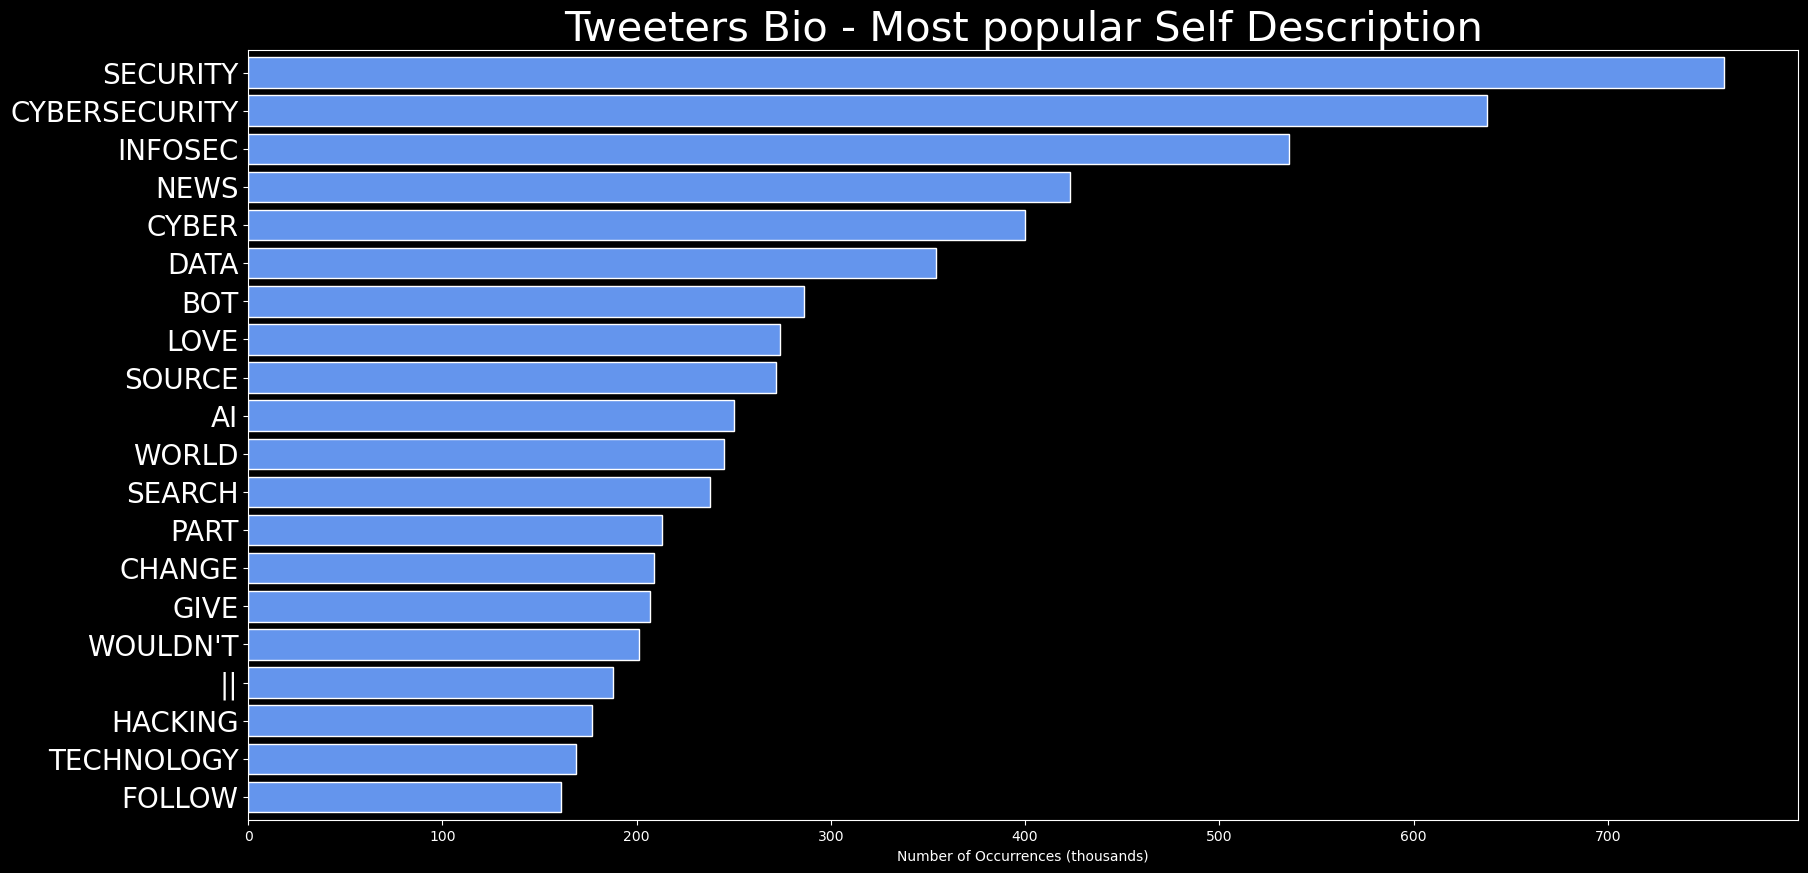 Tweeters Bio - Most popular Self Description
SECURITY
CYBERSECURITY
INFOSEC
NEWS
CYBER
DATA
BOT
LOVE
SOURCE
AI
WORLD
SEARCH
PART
CHANGE
GIVE
WOULDN'T
||
HACKING
TECHNOLOGY
FOLLOW
0 100 200 300 400 500 600 700
Number of Occurrences (thousands)